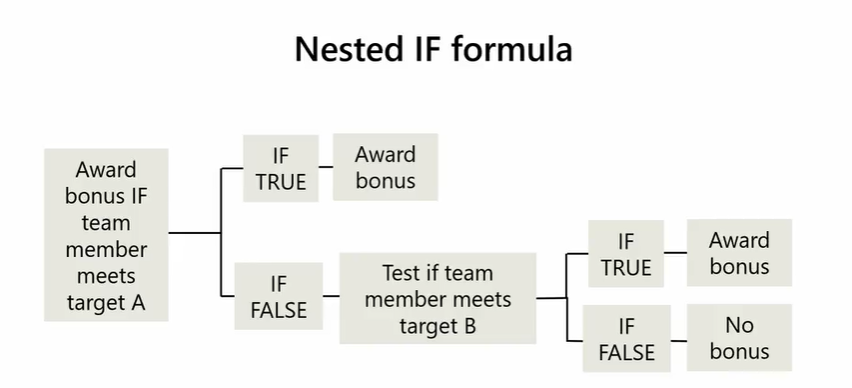 Nested IF formula
Award
bonus IF
team
member
meets
target A
IF
TRUE
Award
bonus
IF
FALSE
Test if team
member meets
target B
IF
TRUE
Award
bonus
IF
FALSE
No
bonus